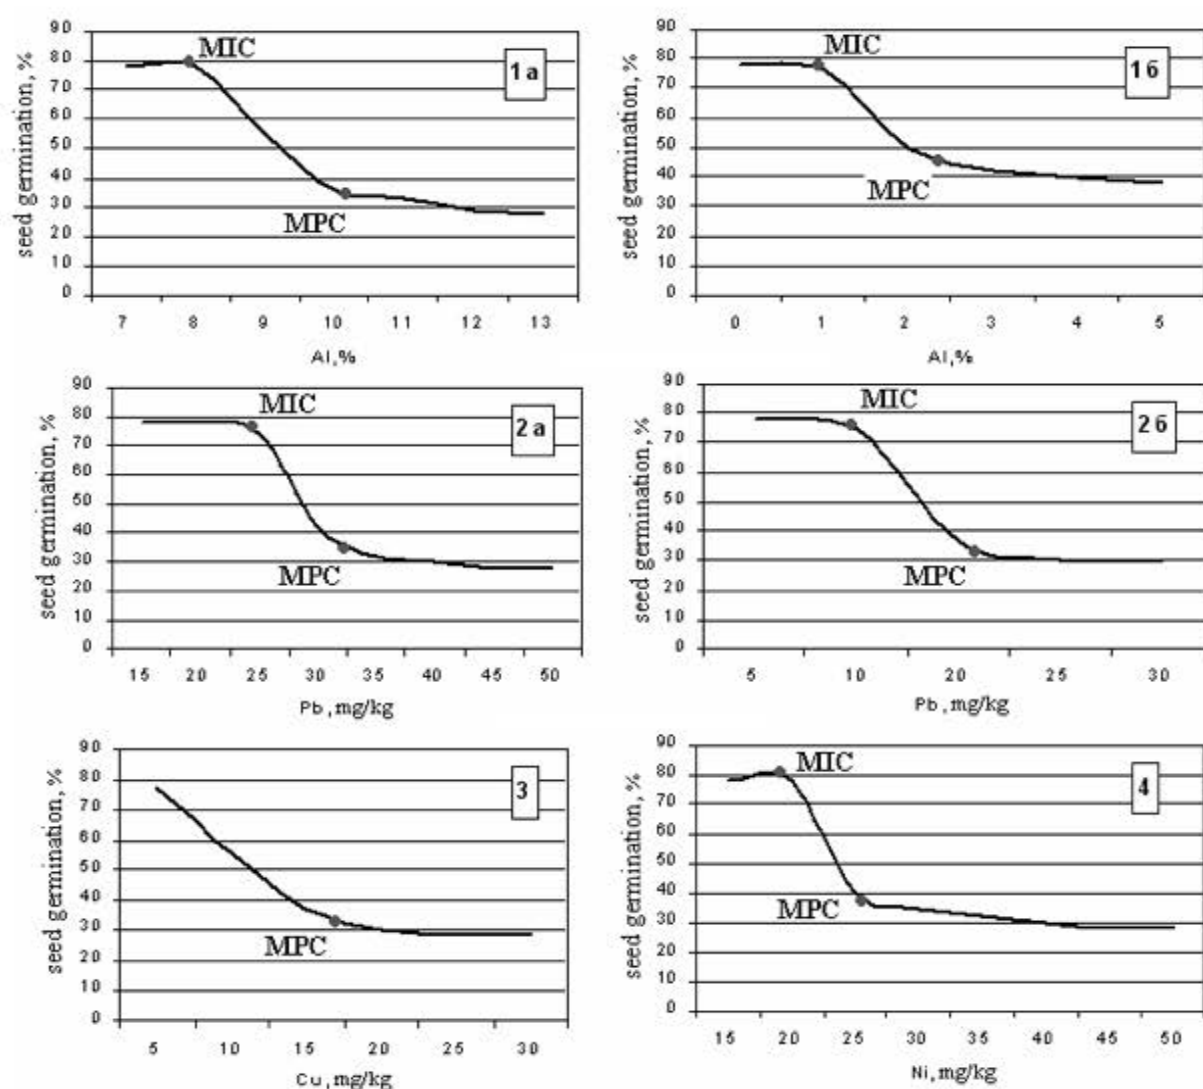 seed germination, %
90
80
70
60
50
40
30
20
10
0
MIC
MPC
1a
7 8 9 10 11 12 13
Al,%
seed germination, %
90
80
70
60
50
40
30
20
10
0
MIC
MPC
1б
0 1 2 3 4 5
Al,%
seed germination, %
90
80
70
60
50
40
30
20
10
0
MIC
MPC
2a
15 20 25 30 35 40 45 50
Pb,mg/kg
seed germination, %
90
80
70
60
50
40
30
20
10
0
MIC
MPC
2б
5 10 20 25 30
Pb,mg/kg
seed germination, %
90
80
70
60
50
40
30
20
10
0
MPC
3
5 10 15 20 25 30
Cu,mg/kg
seed germination, %
90
80
70
60
50
40
30
20
10
0
MIC
MPC
4
15 20 25 30 35 40 45 50
Ni,mg/kg